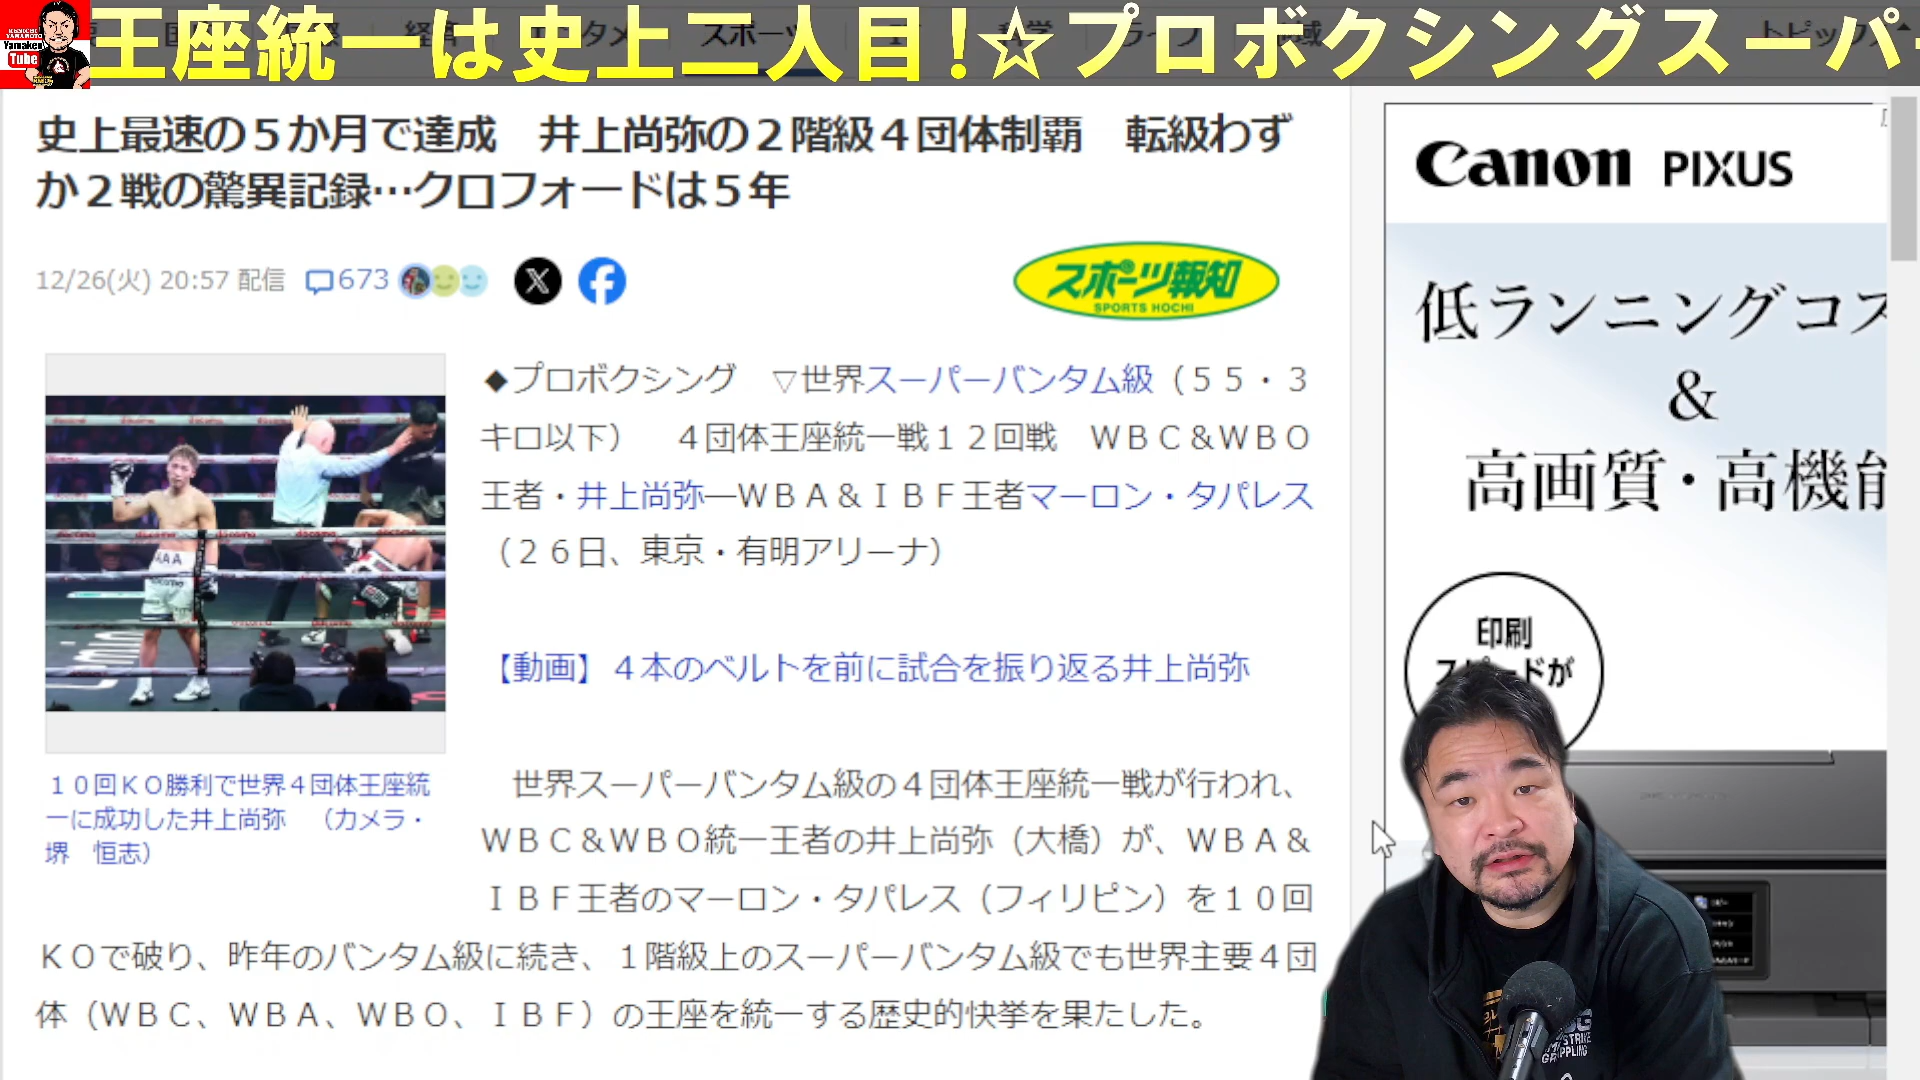 KENICHI
YAMAMOTO
Yamaken
Tube
王座統一は史上二人目！☆プロボクシングスーパー
スポーツ
史上最速の５か月で達成　井上尚弥の２階級４団体制覇　転級わず
か２戦の驚異記録…クロフォードは５年
12/26(火) 20:57 配信 673
スポーツ報知
SPORTS HOCHI
◆プロボクシング　▽世界スーパーバンタム級（５５・３
キロ以下）　４団体王座統一戦１２回戦　ＷＢＣ＆ＷＢＯ
王者・井上尚弥―ＷＢＡ＆ＩＢＦ王者マーロン・タパレス
（２６日、東京・有明アリーナ）
【動画】４本のベルトを前に試合を振り返る井上尚弥
世界スーパーバンタム級の４団体王座統一戦が行われ、
ＷＢＣ＆ＷＢＯ統一王者の井上尚弥（大橋）が、ＷＢＡ＆
ＩＢＦ王者のマーロン・タパレス（フィリピン）を１０回
ＫＯで破り、昨年のバンタム級に続き、１階級上のスーパーバンタム級でも世界主要４団
体（ＷＢＣ、ＷＢＡ、ＷＢＯ、ＩＢＦ）の王座を統一する歴史的快挙を果たした。
１０回ＫＯ勝利で世界４団体王座統
一に成功した井上尚弥　（カメラ・
堺　恒志）
Canon PIXUS
低ランニングコス
&
高画質・高機能
印刷
スピードが